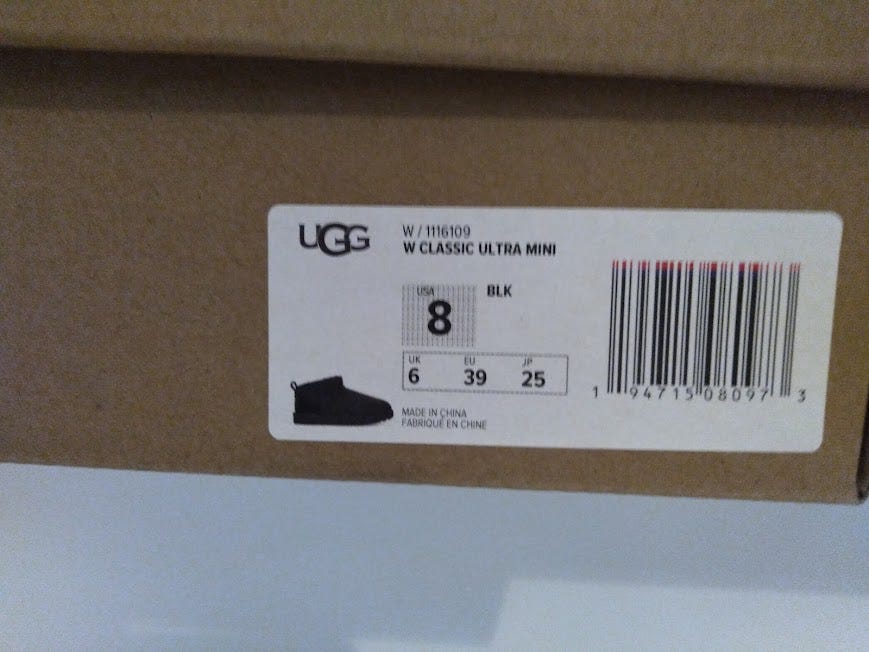 UGG
W / 1116109
W CLASSIC ULTRA MINI
USA
8
BLK
UK EU JP
6 39 25
MADE IN CHINA
FABRIQUÉ EN CHINE
1 94715 08097 3